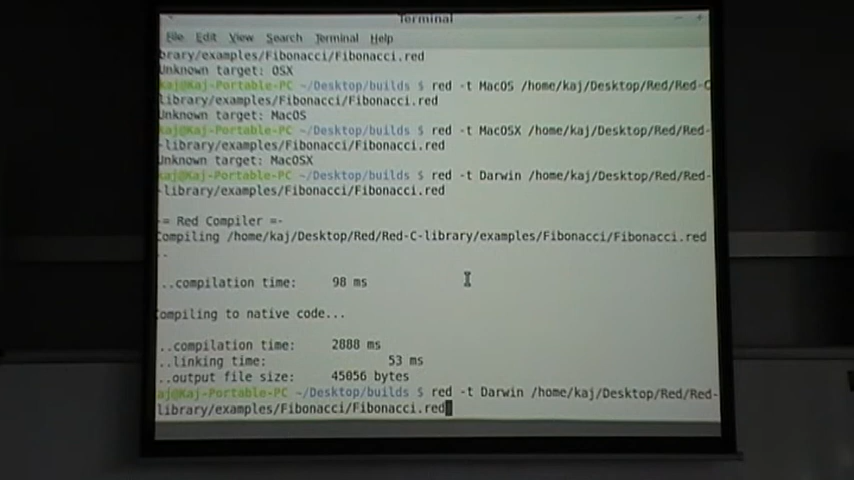 Terminal
File Edit View Search Terminal Help
brary/examples/Fibonacci/Fibonacci.red
Unknown target: OSX
kaj@Kaj-Portable-PC ~/Desktop/builds $ red -t MacOS /home/kaj/Desktop/Red/Red-C
library/examples/Fibonacci/Fibonacci.red
Unknown target: MacOS
kaj@Kaj-Portable-PC ~/Desktop/builds $ red -t MacOSX /home/kaj/Desktop/Red/Red-
-library/examples/Fibonacci/Fibonacci.red
Unknown target: MacOSX
kaj@Kaj-Portable-PC ~/Desktop/builds $ red -t Darwin /home/kaj/Desktop/Red/Red-
-library/examples/Fibonacci/Fibonacci.red
-= Red Compiler =-
Compiling /home/kaj/Desktop/Red/Red-C-library/examples/Fibonacci/Fibonacci.red
..
..compilation time: 98 ms
Compiling to native code...
..compilation time: 2888 ms
..linking time: 53 ms
..output file size: 45056 bytes
aj@Kaj-Portable-PC ~/Desktop/builds $ red -t Darwin /home/kaj/Desktop/Red/Red-
library/examples/Fibonacci/Fibonacci.red